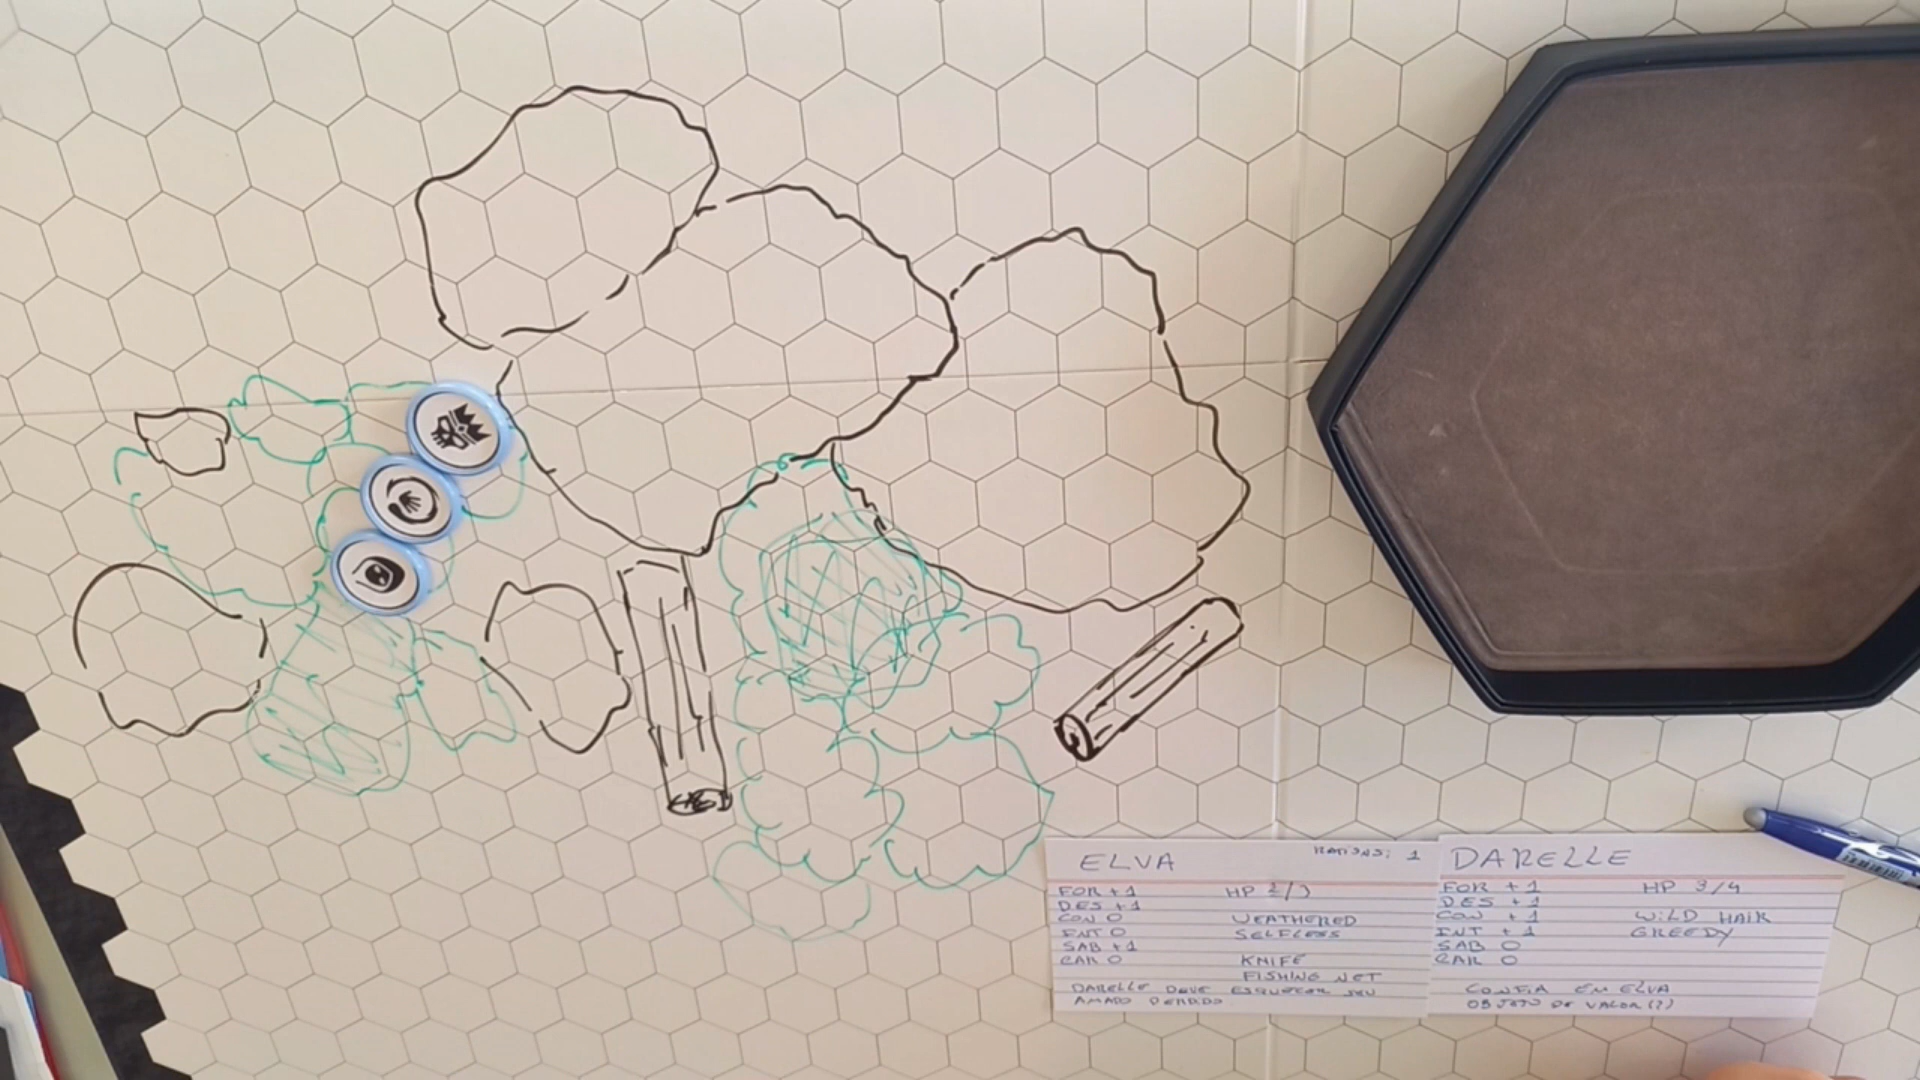 ELVA
RATIONS: 1
FOR +1
HP 2/3
DES +1
CON 0
WEATHERED
INT 0
SELFLESS
SAB +1
CAR 0
KNIFE
FISHING NET
DARELLE DEVE ESQUECER SEU
AMADO PERDIDO
DARELLE
FOR +1
HP 3/4
DES +1
CON +1
WILD HAIR
INT +1
GREEDY
SAB 0
CAR 0
CONFIA EM ELVA
OBJETO DE VALOR(?)